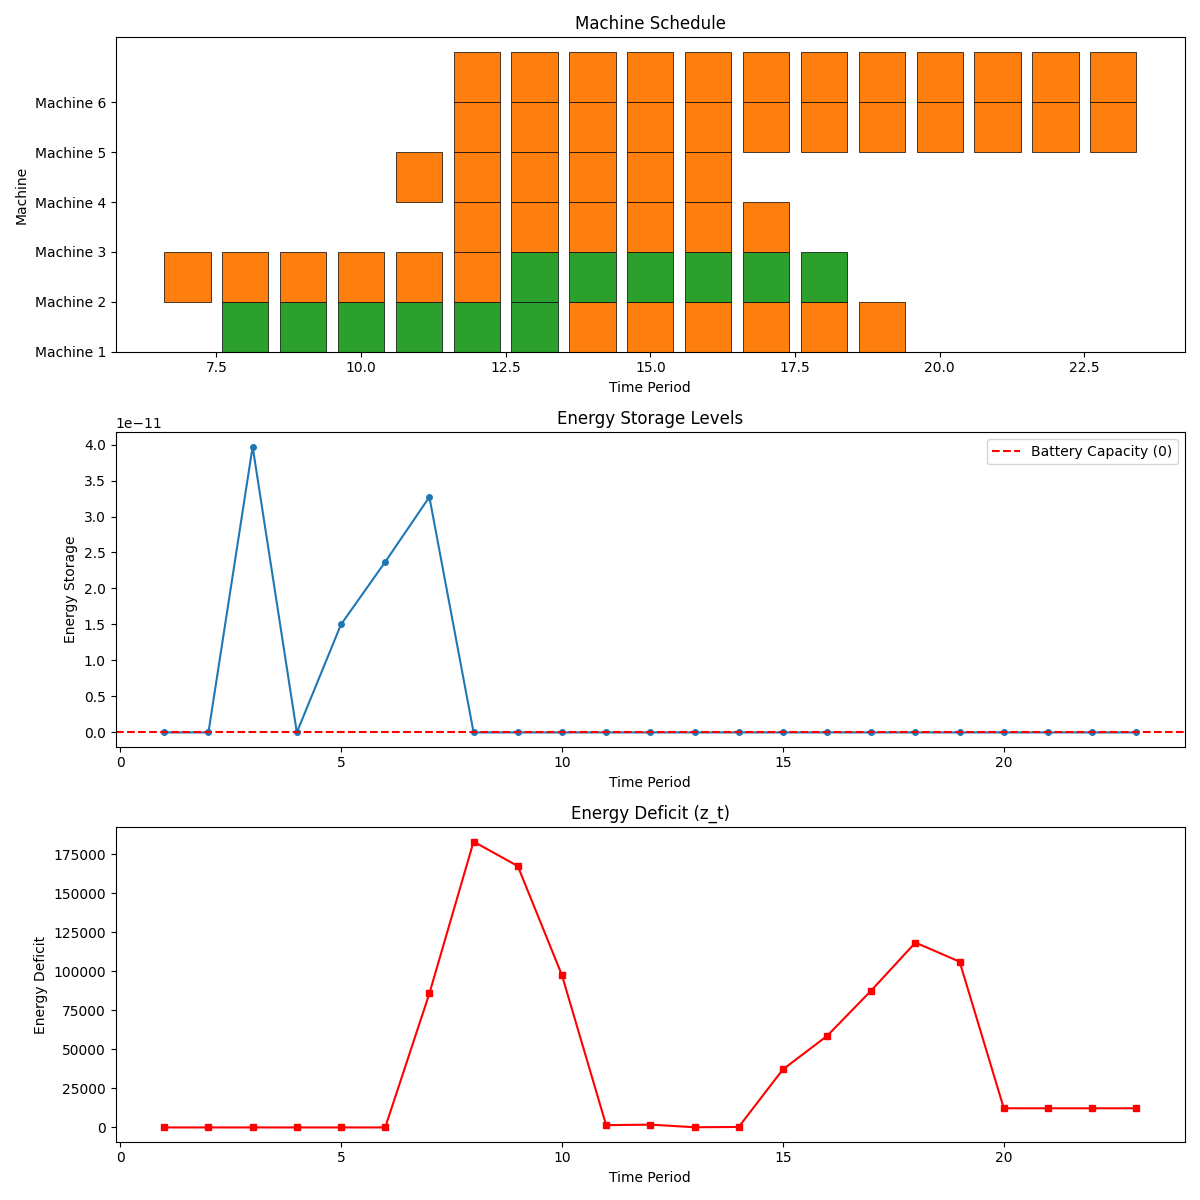 Machine Schedule
Machine 6
Machine 5
Machine 4
Machine 3
Machine 2
Machine 1
Machine
7.5 10.0 12.5 15.0 17.5 20.0 22.5
Time Period
Energy Storage Levels
1e−11
4.0
3.5
3.0
2.5
2.0
1.5
1.0
0.5
0.0
Energy Storage
Battery Capacity (0)
0 5 10 15 20
Time Period
Energy Deficit (z_t)
175000
150000
125000
100000
75000
50000
25000
0
Energy Deficit
0 5 10 15 20
Time Period